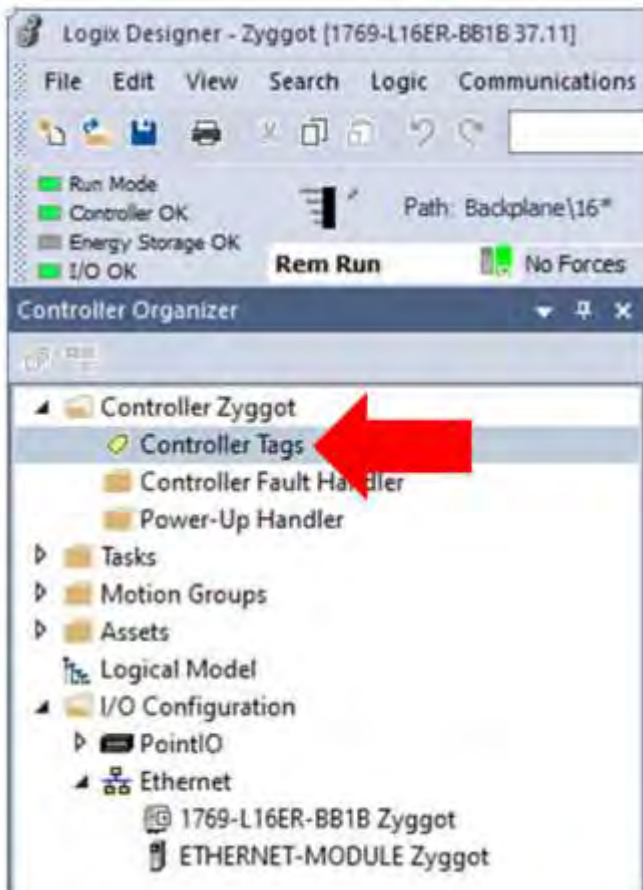 Logix Designer - Zyggot [1769-L16ER-BB1B 37.11]
File Edit View Search Logic Communications
Run Mode
Controller OK
Energy Storage OK
I/O OK
Path: Backplane\16*
Rem Run
No Forces
Controller Organizer
Controller Zyggot
Controller Tags
Controller Fault Handler
Power-Up Handler
Tasks
Motion Groups
Assets
Logical Model
I/O Configuration
PointIO
Ethernet
1769-L16ER-BB1B Zyggot
ETHERNET-MODULE Zyggot